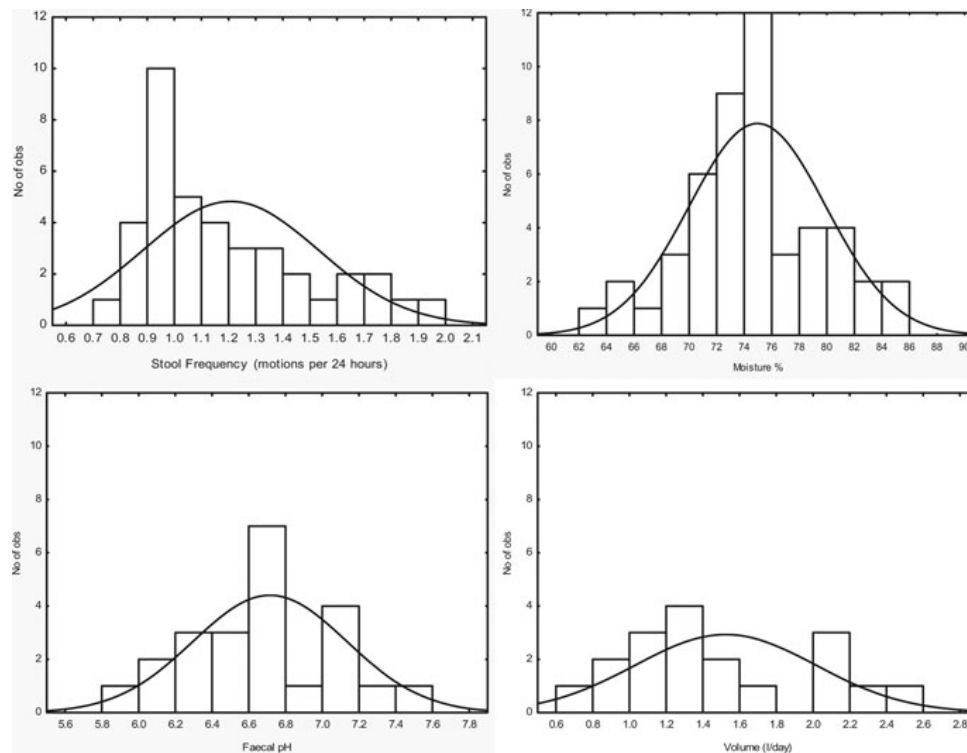 12
10
8
6
4
2
0
No of obs
0.6 0.7 0.8 0.9 1.0 1.1 1.2 1.3 1.4 1.5 1.6 1.7 1.8 1.9 2.0 2.1
Stool Frequency (motions per 24 hours)
12
10
8
6
4
2
0
No of obs
60 62 64 66 68 70 72 74 76 78 80 82 84 86 88 90
Moisture %
12
10
8
6
4
2
0
No of obs
5.6 5.8 6.0 6.2 6.4 6.6 6.8 7.0 7.2 7.4 7.6 7.8
Faecal pH
12
10
8
6
4
2
0
No of obs
0.6 0.8 1.0 1.2 1.4 1.6 1.8 2.0 2.2 2.4 2.6 2.8
Volume (l/day)